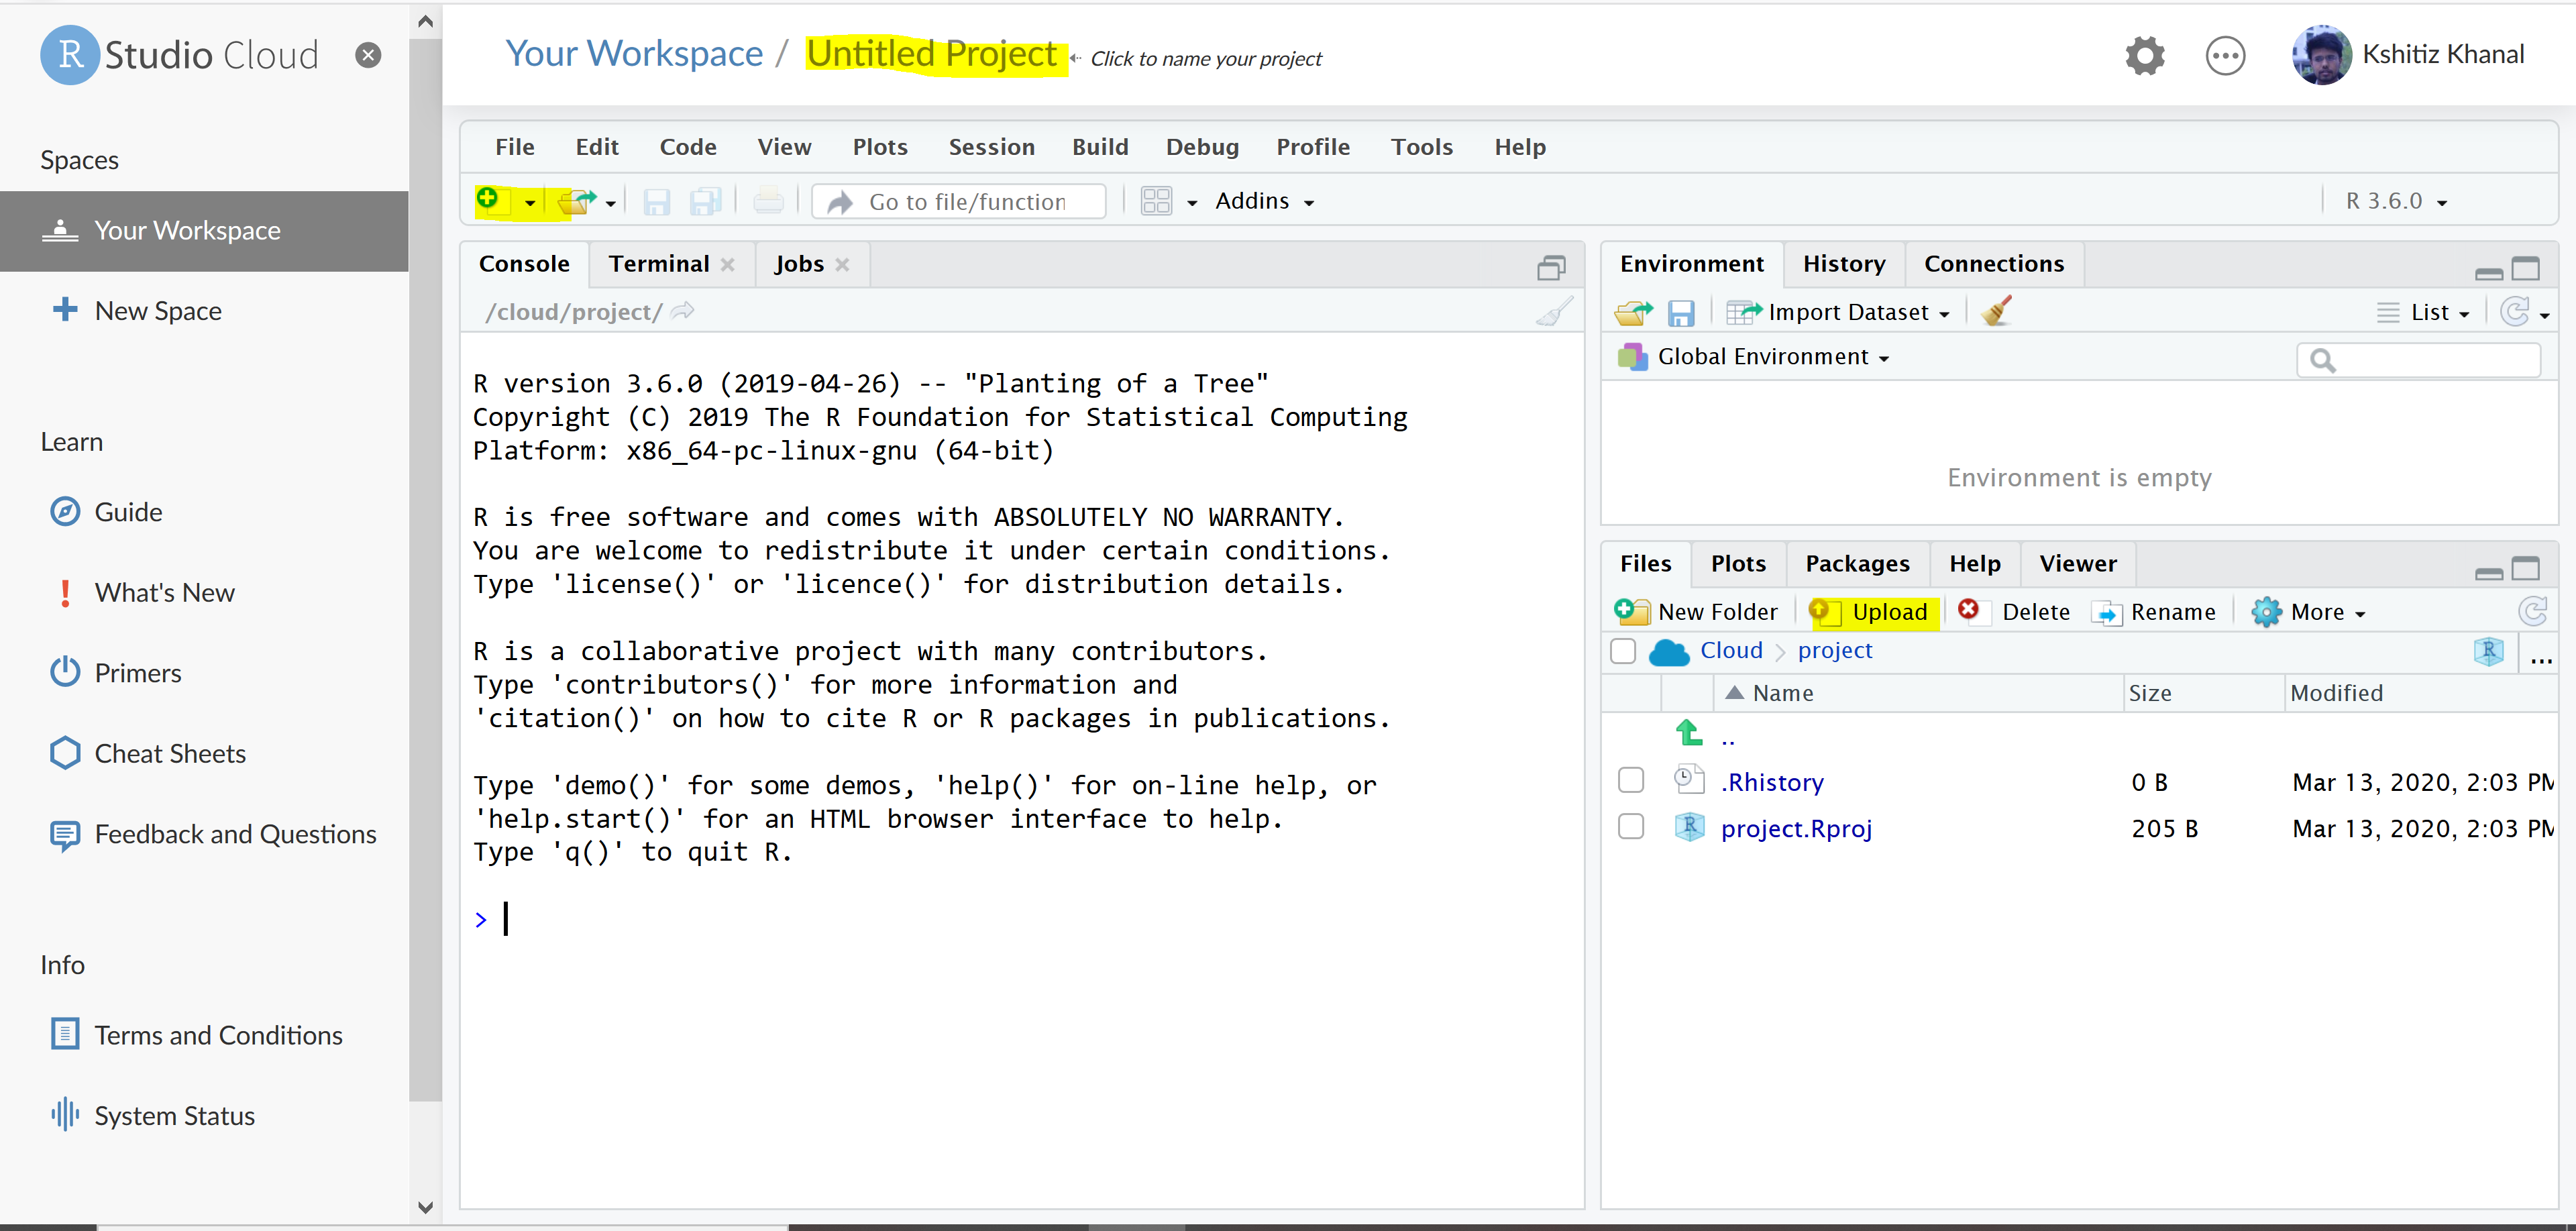 R Studio Cloud
Spaces
Your Workspace
New Space
Learn
Guide
What's New
Primers
Cheat Sheets
Feedback and Questions
Info
Terms and Conditions
System Status
Your Workspace / Untitled Project Click to name your project
Kshitiz Khanal
File Edit Code View Plots Session Build Debug Profile Tools Help
Go to file/function Addins R 3.6.0
Console Terminal Jobs
/cloud/project/
R version 3.6.0 (2019-04-26) -- "Planting of a Tree"
Copyright (C) 2019 The R Foundation for Statistical Computing
Platform: x86_64-pc-linux-gnu (64-bit)
R is free software and comes with ABSOLUTELY NO WARRANTY.
You are welcome to redistribute it under certain conditions.
Type 'license()' or 'licence()' for distribution details.
R is a collaborative project with many contributors.
Type 'contributors()' for more information and
'citation()' on how to cite R or R packages in publications.
Type 'demo()' for some demos, 'help()' for on-line help, or
'help.start()' for an HTML browser interface to help.
Type 'q()' to quit R.
>
Environment History Connections
Import Dataset List
Global Environment
Environment is empty
Files Plots Packages Help Viewer
New Folder Upload Delete Rename More
Cloud project R ...
Name Size Modified
..
.Rhistory 0 B Mar 13, 2020, 2:03 PM
R project.Rproj 205 B Mar 13, 2020, 2:03 PM